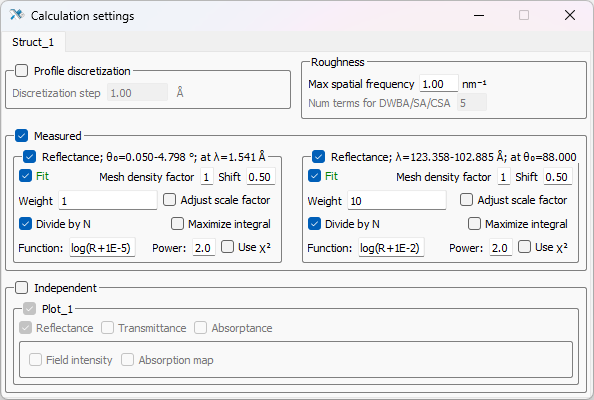 Calculation settings
Struct_1
Profile discretization
Discretization step 1.00 Å
Roughness
Max spatial frequency 1.00 nm⁻¹
Num terms for DWBA/SA/CSA 5
Measured
Reflectance; θ₀=0.050-4.798 °; at λ=1.541 Å
Fit Mesh density factor 1 Shift 0.50
Weight 1 Adjust scale factor
Divide by N Maximize integral
Function: log(R+1E-5) Power: 2.0 Use χ²
Reflectance; λ=123.358-102.885 Å; at θ₀=88.000
Fit Mesh density factor 1 Shift 0.50
Weight 10 Adjust scale factor
Divide by N Maximize integral
Function: log(R+1E-2) Power: 2.0 Use χ²
Independent
Plot_1
Reflectance Transmittance Absorptance
Field intensity Absorption map